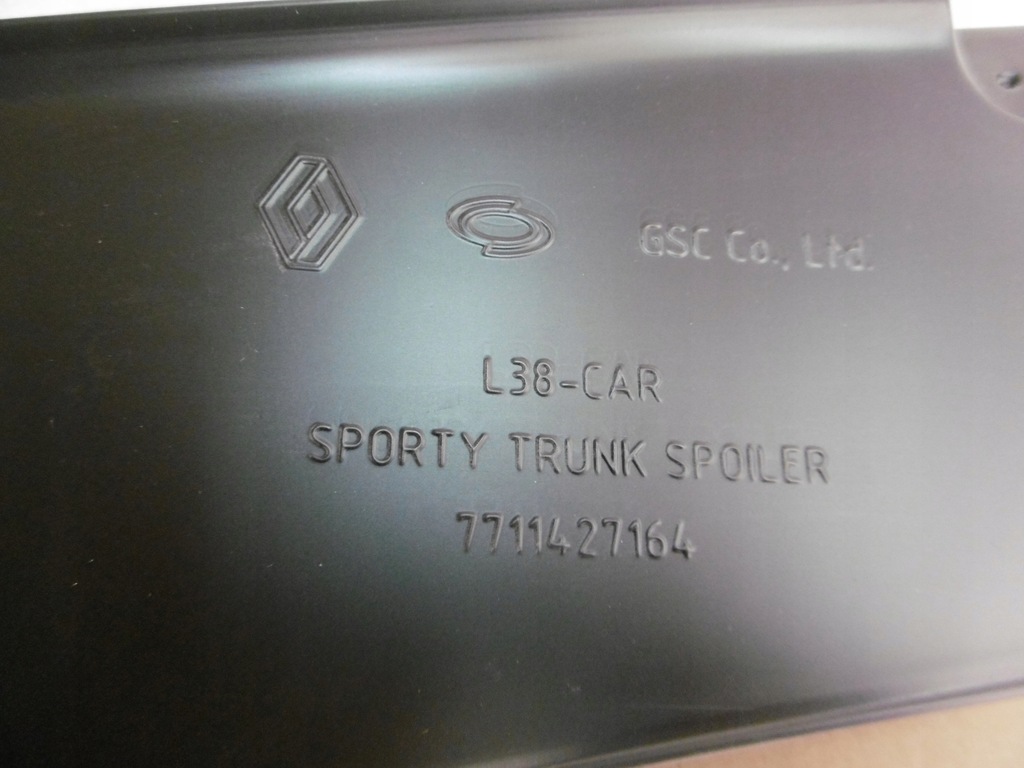 GSC Co., Ltd.
L38-CAR
SPORTY TRUNK SPOILER
7711427164